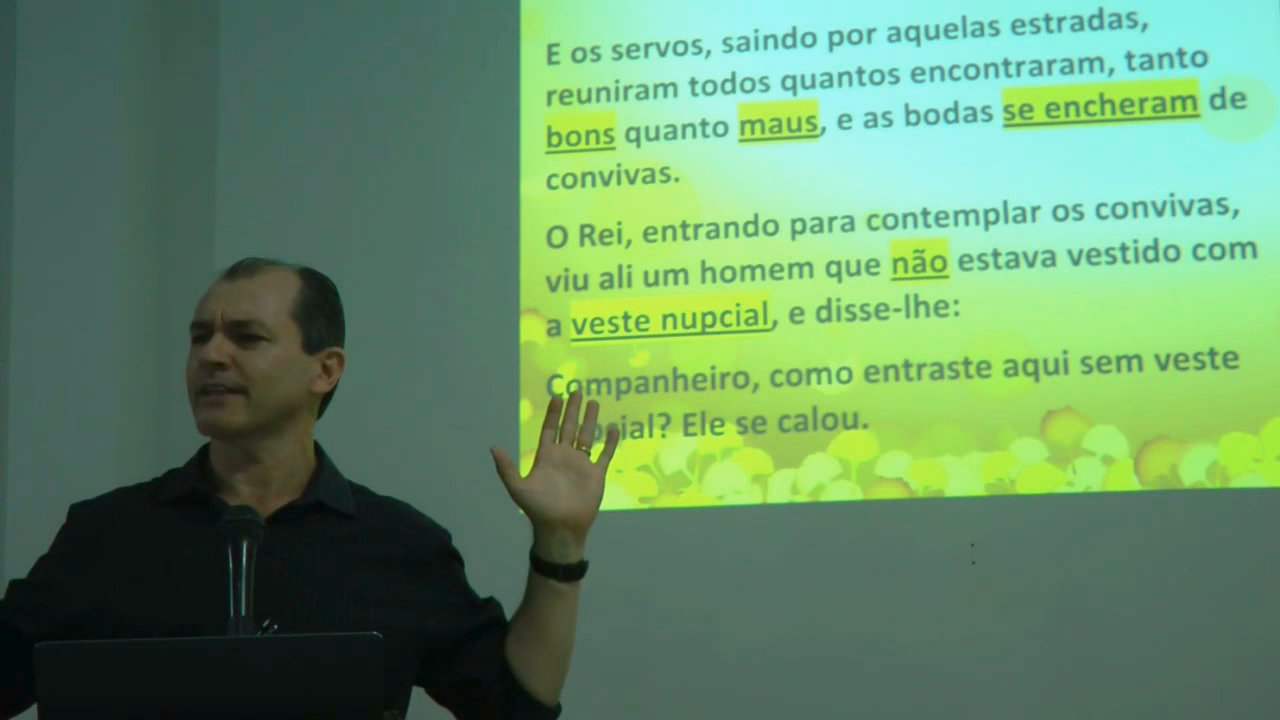 E os servos, saindo por aquelas estradas,
reuniram todos quantos encontraram, tanto
bons quanto maus, e as bodas se encheram de
convivas.
O Rei, entrando para contemplar os convivas,
viu ali um homem que não estava vestido com
a veste nupcial, e disse-lhe:
Companheiro, como entraste aqui sem veste
? Ele se calou.